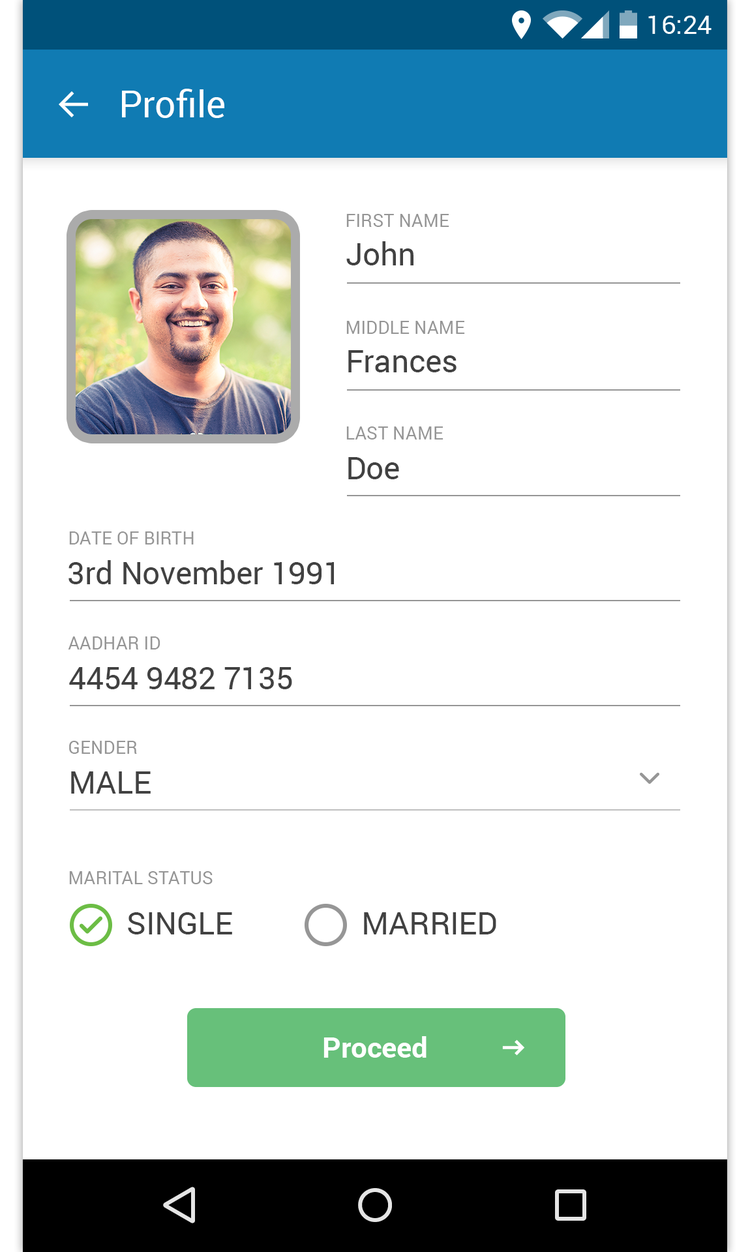 16:24
Profile
FIRST NAME
John
MIDDLE NAME
Frances
LAST NAME
Doe
DATE OF BIRTH
3rd November 1991
AADHAR ID
4454 9482 7135
GENDER
MALE
MARITAL STATUS
SINGLE MARRIED
Proceed